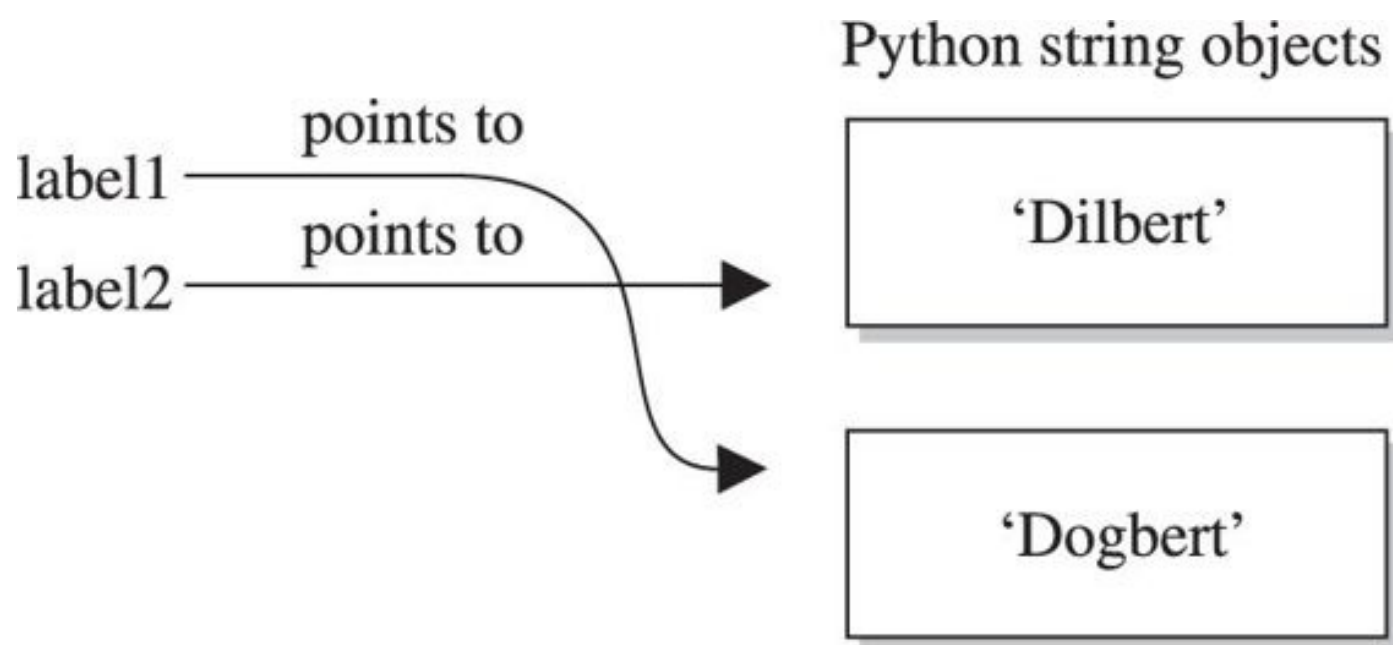 Python string objects
points to
label1
points to
label2
‘Dilbert’
‘Dogbert’